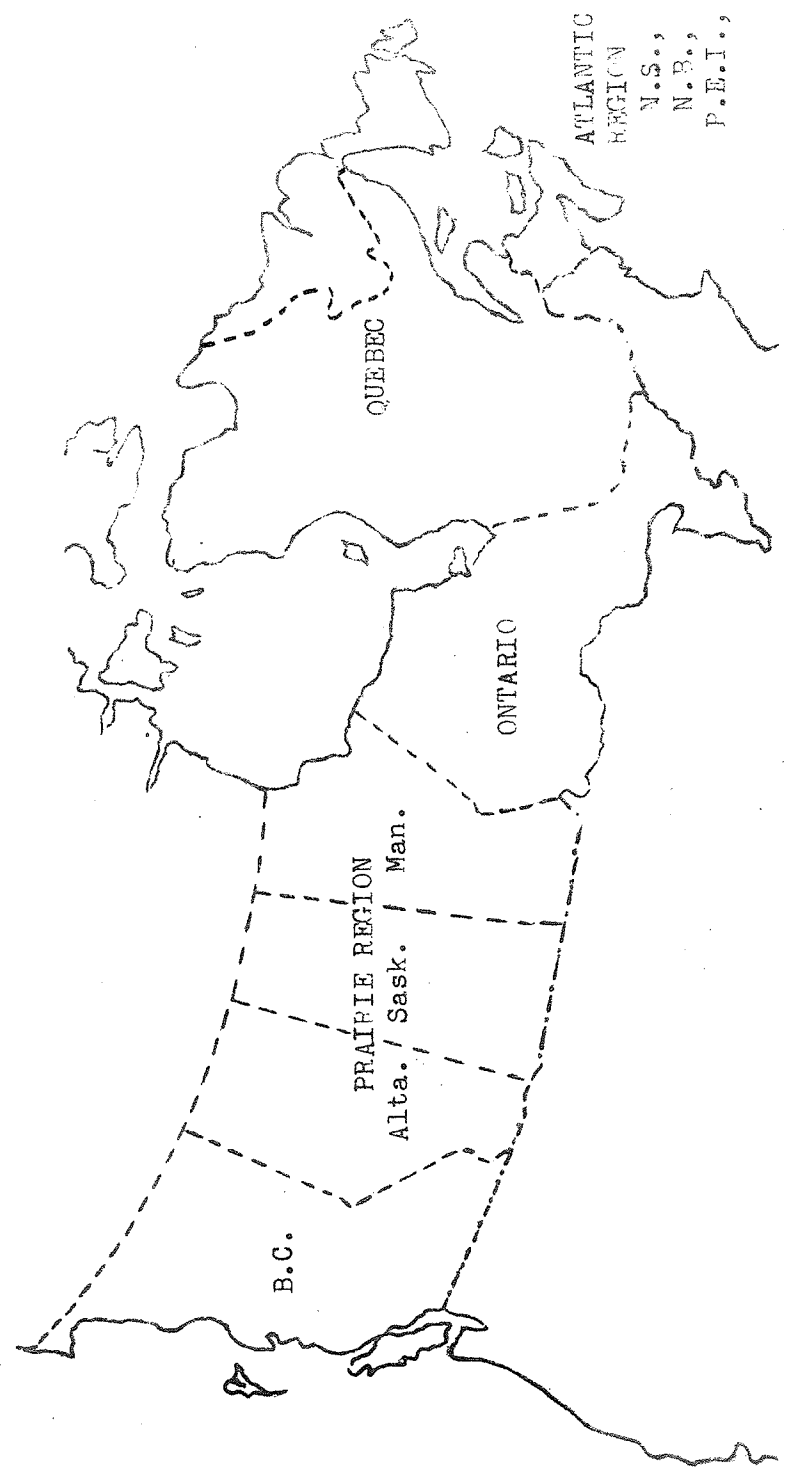 B.C.
PRAIRIE REGION
Alta. Sask. Man.
ONTARIO
QUEBEC
ATLANTIC
REGION
N.S.,
N.B.,
P.E.I.,